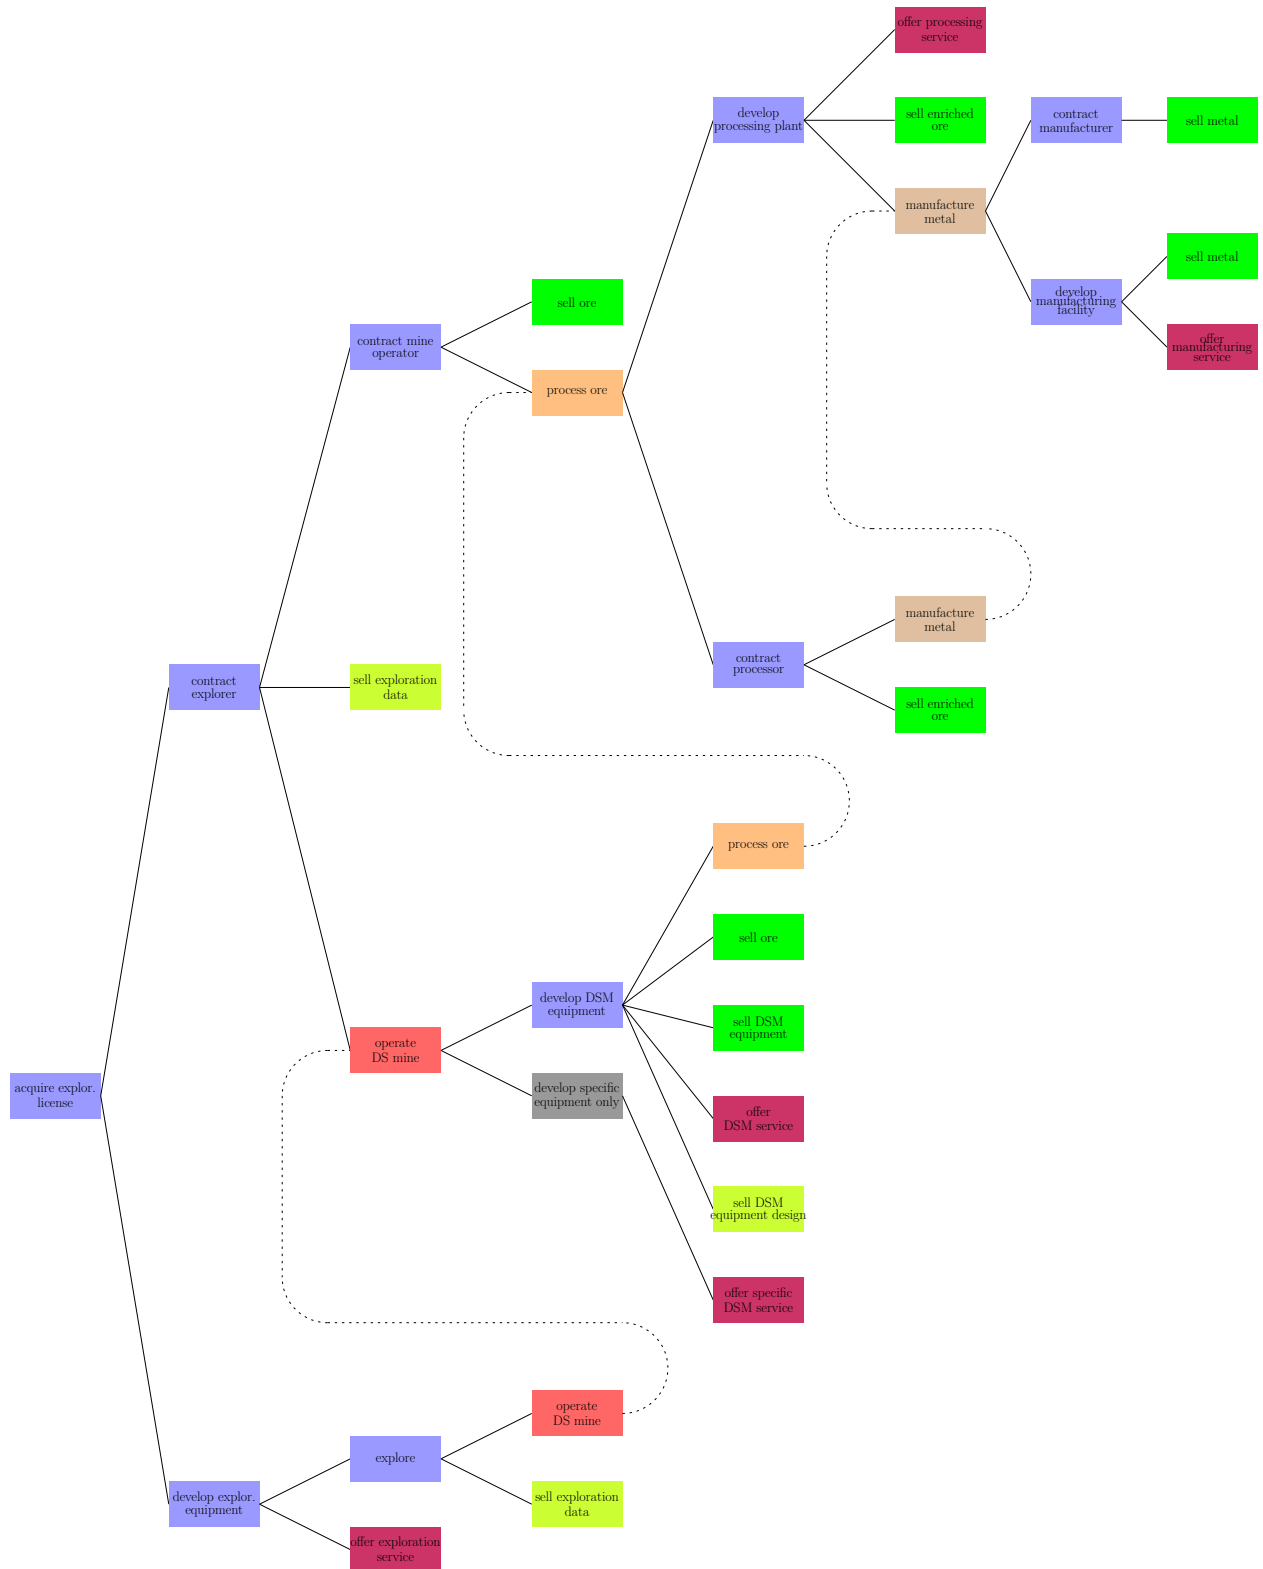 offer processing
service
develop
processing plant
sell enriched
ore
contract
manufacturer
sell metal
manufacture
metal
sell metal
sell ore
develop
manufacturing
facility
contract mine
operator
offer
manufacturing
service
process ore
manufacture
metal
contract
processor
contract
explorer
sell exploration
data
sell enriched
ore
process ore
sell ore
develop DSM
equipment
sell DSM
equipment
operate
DS mine
acquire explor.
license
develop specific
equipment only
offer
DSM service
sell DSM
equipment design
offer specific
DSM service
operate
DS mine
explore
develop explor.
equipment
sell exploration
data
offer exploration
service